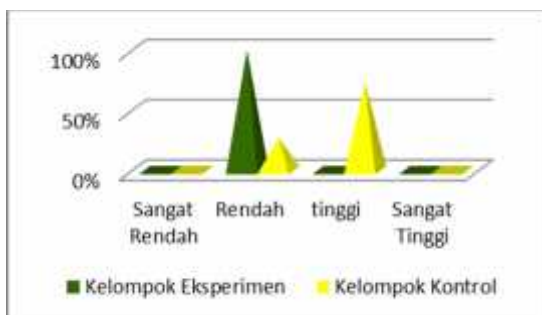 100%
50%
0%
Sangat Rendah tinggi Sangat
Rendah Tinggi
Kelompok Eksperimen Kelompok Kontrol